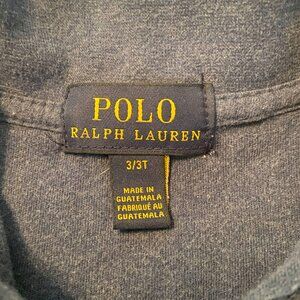 POLO
RALPH LAUREN
3/3T
MADE IN
GUATEMALA
FABRIQUÉ AU
GUATEMALA